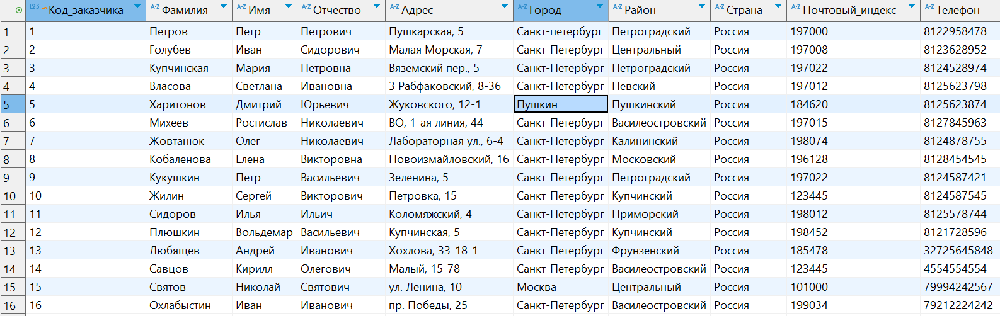 123 Код_заказчика A-Z Фамилия A-Z Имя A-Z Отчество A-Z Адрес A-Z Город A-Z Район A-Z Страна A-Z Почтовый_индекс A-Z Телефон
1 1 Петров Петр Петрович Пушкарская, 5 Санкт-петербург Петроградский Россия 197000 8122958478
2 2 Голубев Иван Сидорович Малая Морская, 7 Санкт-Петербург Центральный Россия 197008 8123628952
3 3 Купчинская Мария Петровна Вяземский пер., 5 Санкт-Петербург Петроградский Россия 197022 8124528974
4 4 Власова Светлана Ивановна 3 Рабфаковский, 8-36 Санкт-Петербург Невский Россия 197012 8125623798
5 5 Харитонов Дмитрий Юрьевич Жуковского, 12-1 Пушкин Пушкинский Россия 184620 8125623874
6 6 Михеев Ростислав Николаевич ВО, 1-ая линия, 44 Санкт-Петербург Василеостровский Россия 197015 8127845963
7 7 Жовтанюк Олег Николаевич Лабораторная ул., 6-4 Санкт-Петербург Калининский Россия 198074 8124878755
8 8 Кобаленова Елена Викторовна Новоизмайловский, 16 Санкт-Петербург Московский Россия 196128 8128454545
9 9 Кукушкин Петр Васильевич Зеленина, 5 Санкт-Петербург Петроградский Россия 197022 8124587421
10 10 Жилин Сергей Викторович Петровка, 15 Санкт-Петербург Купчинский Россия 123445 8124587545
11 11 Сидоров Илья Ильич Коломяжский, 4 Санкт-Петербург Приморский Россия 198012 8125578744
12 12 Плюшкин Вольдемар Васильевич Купчинская, 5 Санкт-Петербург Купчинский Россия 198452 8121728596
13 13 Любящев Андрей Иванович Хохлова, 33-18-1 Санкт-Петербург Фрунзенский Россия 185478 32725645848
14 14 Савцов Кирилл Олегович Малый, 15-78 Санкт-Петербург Василеостровский Россия 123445 4554554554
15 15 Святов Николай Святович ул. Ленина, 10 Москва Центральный Россия 101000 79994242567
16 16 Охлабыстин Иван Иванович пр. Победы, 25 Санкт-Петербург Василеостровский Россия 199034 79212224242